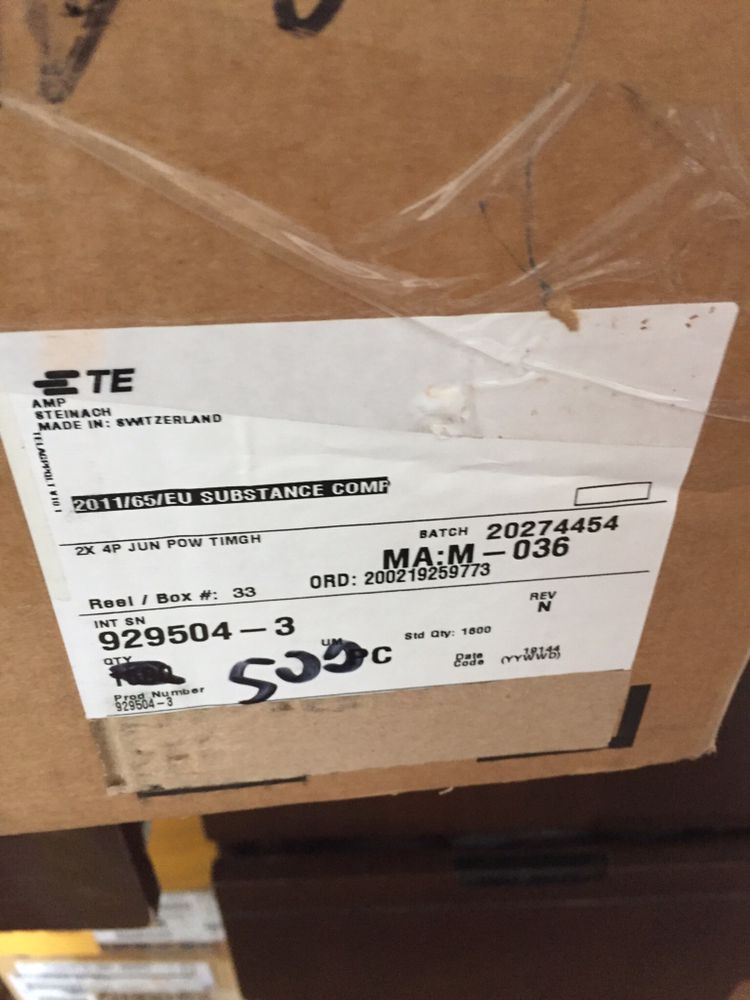 TE
AMP
STEINACH
MADE IN: SWITZERLAND
2011/65/EU SUBSTANCE COMP
2X 4P JUN POW TIMGH
BATCH 20274454
MA:M-036
ORD: 200219259773
Reel / Box #: 33
INT SN
929504-3
REV
N
UM
PC
Std Qty: 1600
QTY
500
Date Code (YYWWD)
Prod Number
929504-3